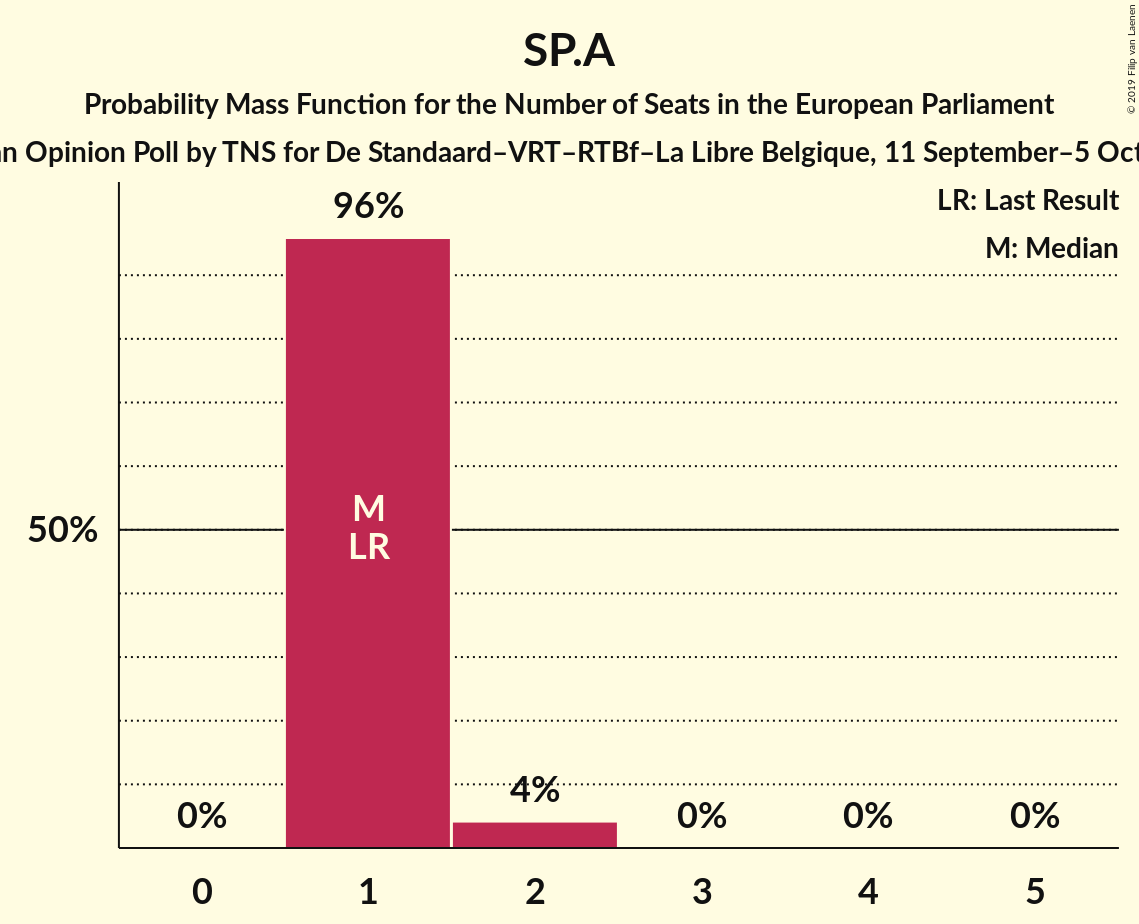 SP.A
Probability Mass Function for the Number of Seats in the European Parliament
Opinion Poll by TNS for De Standaard–VRT–RTBf–La Libre Belgique, 11 September–5
© 2019 Filip van Laenen
LR: Last Result
M: Median
96%
50%
M
LR
0%
4%
0%
0%
0%
0 1 2 3 4 5